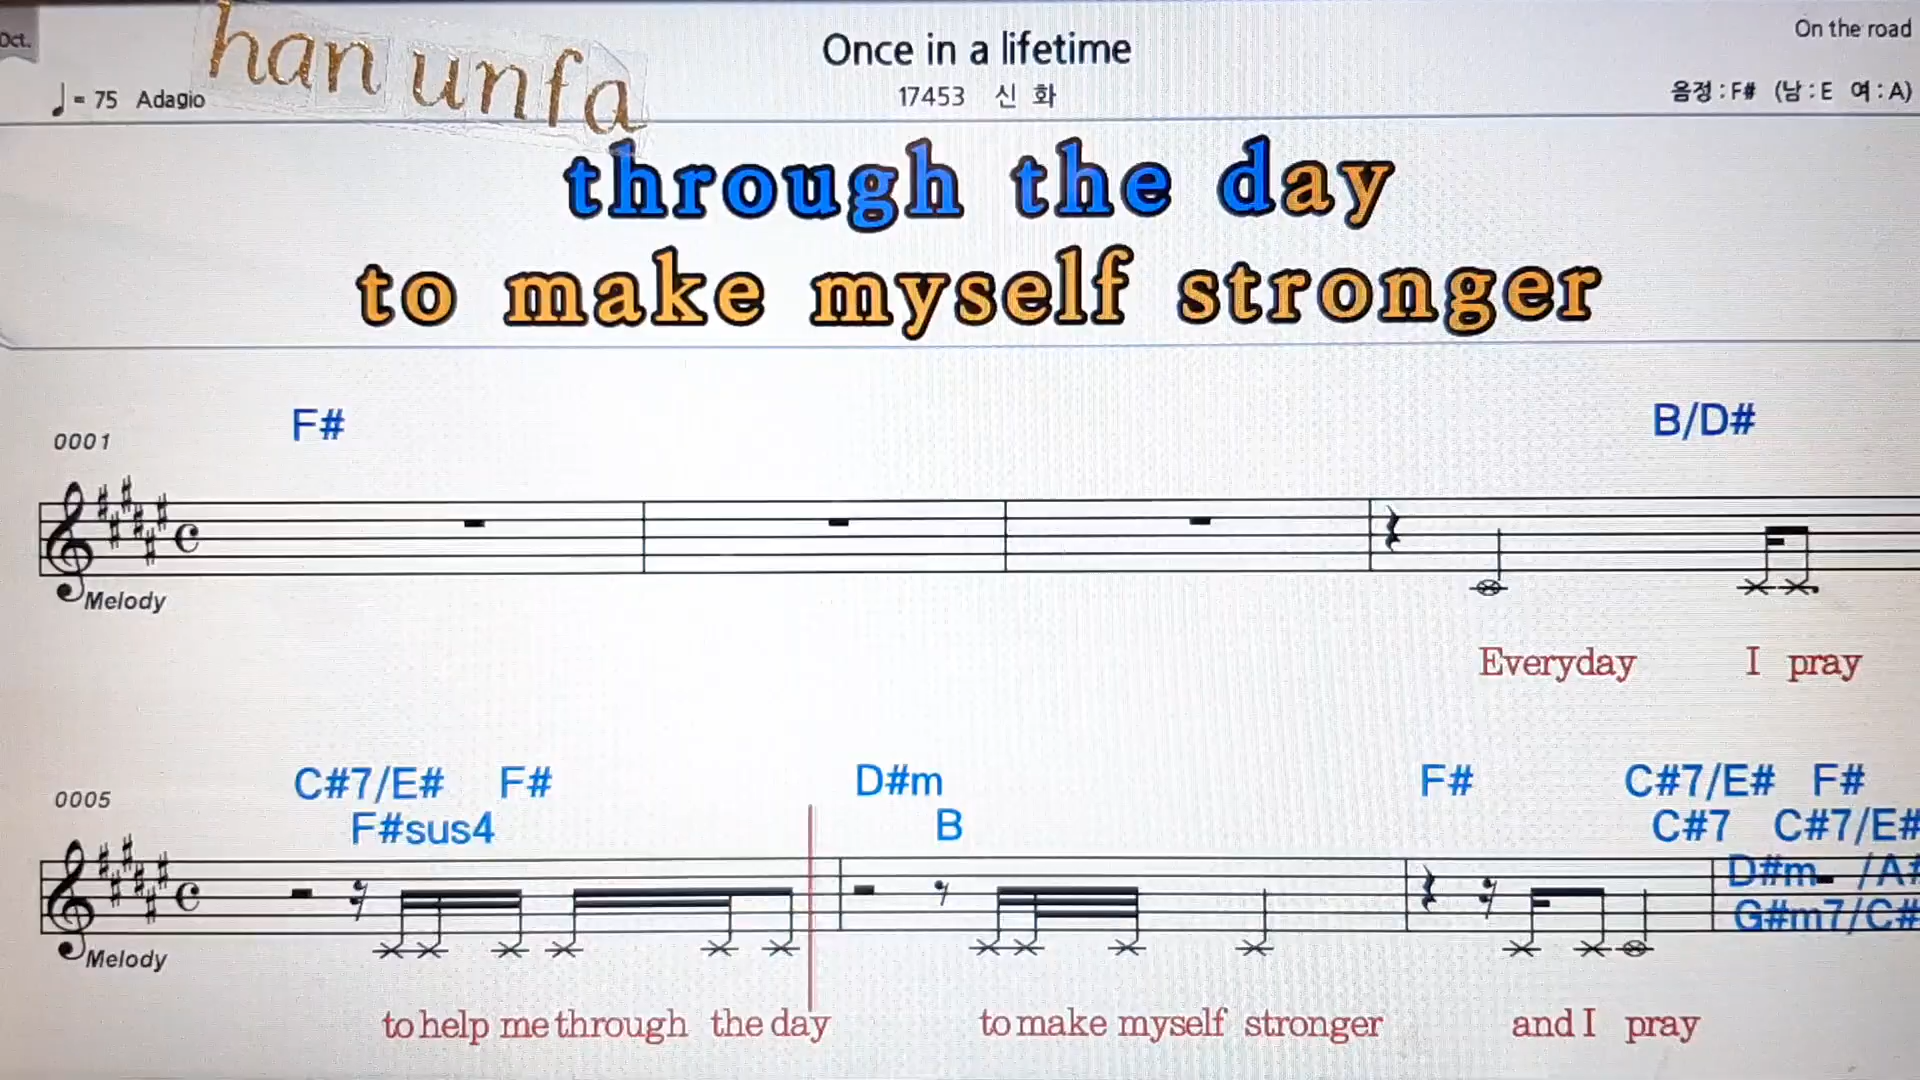 Oct.
han unfa
Once in a lifetime
On the road
= 75 Adagio
17453 신 화
음정 : F# (남 : E 여 : A)
through the day
to make myself stronger
F# B/D#
0001
Melody
Everyday I pray
C#7/E# F# D#m F# C#7/E# F#
0005
F#sus4 B C#7 C#7/E#
D#m /A#
G#m7/C#
Melody
to help me through the day to make myself stronger and I pray